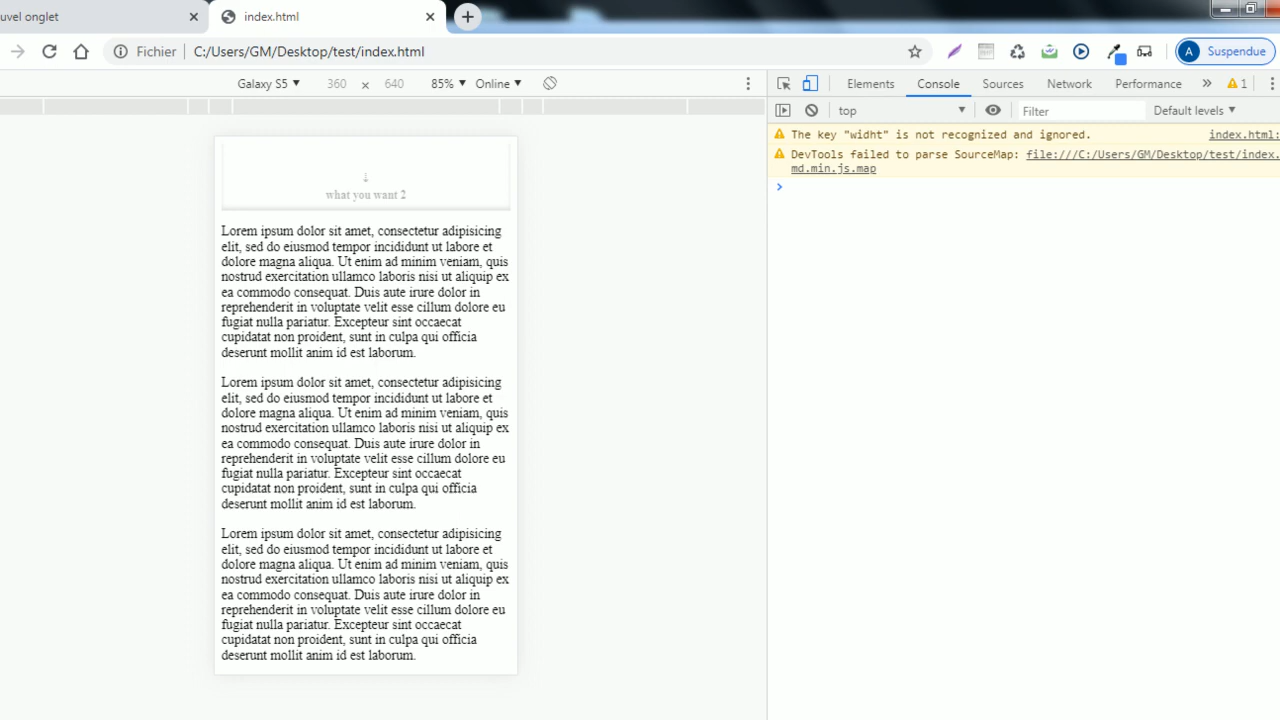 uvel onglet
index.html
Fichier
C:/Users/GM/Desktop/test/index.html
A
Suspendue
Galaxy S5 ▼
360 x 640
85% ▼
Online ▼
Elements
Console
Sources
Network
Performance
»
1
top ▼
Filter
Default levels ▼
The key "widht" is not recognized and ignored.
index.html:
DevTools failed to parse SourceMap: file:///C:/Users/GM/Desktop/test/index.
md.min.js.map
>
↓
what you want 2
Lorem ipsum dolor sit amet, consectetur adipisicing
elit, sed do eiusmod tempor incididunt ut labore et
dolore magna aliqua. Ut enim ad minim veniam, quis
nostrud exercitation ullamco laboris nisi ut aliquip ex
ea commodo consequat. Duis aute irure dolor in
reprehenderit in voluptate velit esse cillum dolore eu
fugiat nulla pariatur. Excepteur sint occaecat
cupidatat non proident, sunt in culpa qui officia
deserunt mollit anim id est laborum.
Lorem ipsum dolor sit amet, consectetur adipisicing
elit, sed do eiusmod tempor incididunt ut labore et
dolore magna aliqua. Ut enim ad minim veniam, quis
nostrud exercitation ullamco laboris nisi ut aliquip ex
ea commodo consequat. Duis aute irure dolor in
reprehenderit in voluptate velit esse cillum dolore eu
fugiat nulla pariatur. Excepteur sint occaecat
cupidatat non proident, sunt in culpa qui officia
deserunt mollit anim id est laborum.
Lorem ipsum dolor sit amet, consectetur adipisicing
elit, sed do eiusmod tempor incididunt ut labore et
dolore magna aliqua. Ut enim ad minim veniam, quis
nostrud exercitation ullamco laboris nisi ut aliquip ex
ea commodo consequat. Duis aute irure dolor in
reprehenderit in voluptate velit esse cillum dolore eu
fugiat nulla pariatur. Excepteur sint occaecat
cupidatat non proident, sunt in culpa qui officia
deserunt mollit anim id est laborum.